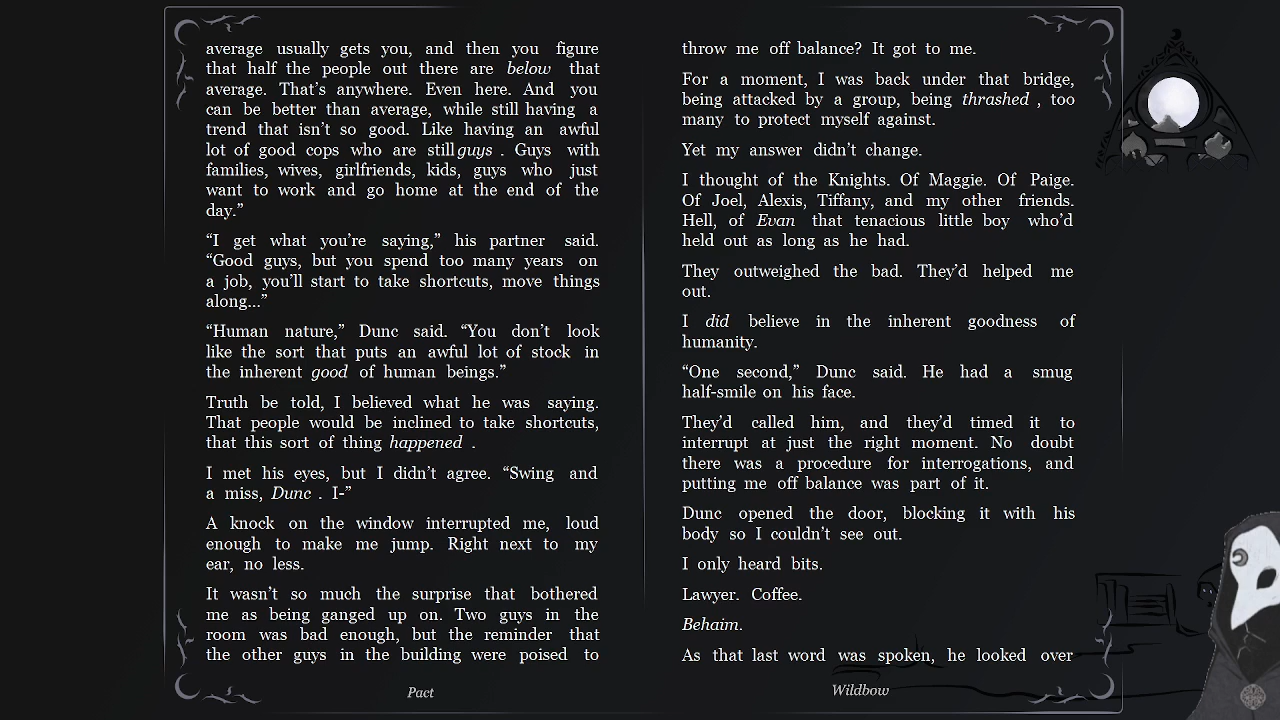 average usually gets you, and then you figure
that half the people out there are below that
average. That's anywhere. Even here. And you
can be better than average, while still having a
trend that isn't so good. Like having an awful
lot of good cops who are still guys . Guys with
families, wives, girlfriends, kids, guys who just
want to work and go home at the end of the
day.”
“I get what you're saying,” his partner said.
“Good guys, but you spend too many years on
a job, you'll start to take shortcuts, move things
along...”
“Human nature,” Dunc said. “You don't look
like the sort that puts an awful lot of stock in
the inherent good of human beings.”
Truth be told, I believed what he was saying.
That people would be inclined to take shortcuts,
that this sort of thing happened .
I met his eyes, but I didn't agree. “Swing and
a miss, Dunc . I-”
A knock on the window interrupted me, loud
enough to make me jump. Right next to my
ear, no less.
It wasn't so much the surprise that bothered
me as being ganged up on. Two guys in the
room was bad enough, but the reminder that
the other guys in the building were poised to
Pact
throw me off balance? It got to me.
For a moment, I was back under that bridge,
being attacked by a group, being thrashed , too
many to protect myself against.
Yet my answer didn't change.
I thought of the Knights. Of Maggie. Of Paige.
Of Joel, Alexis, Tiffany, and my other friends.
Hell, of Evan that tenacious little boy who'd
held out as long as he had.
They outweighed the bad. They'd helped me
out.
I did believe in the inherent goodness of
humanity.
“One second,” Dunc said. He had a smug
half-smile on his face.
They'd called him, and they'd timed it to
interrupt at just the right moment. No doubt
there was a procedure for interrogations, and
putting me off balance was part of it.
Dunc opened the door, blocking it with his
body so I couldn't see out.
I only heard bits.
Lawyer. Coffee.
Behaim.
As that last word was spoken, he looked over
Wildbow